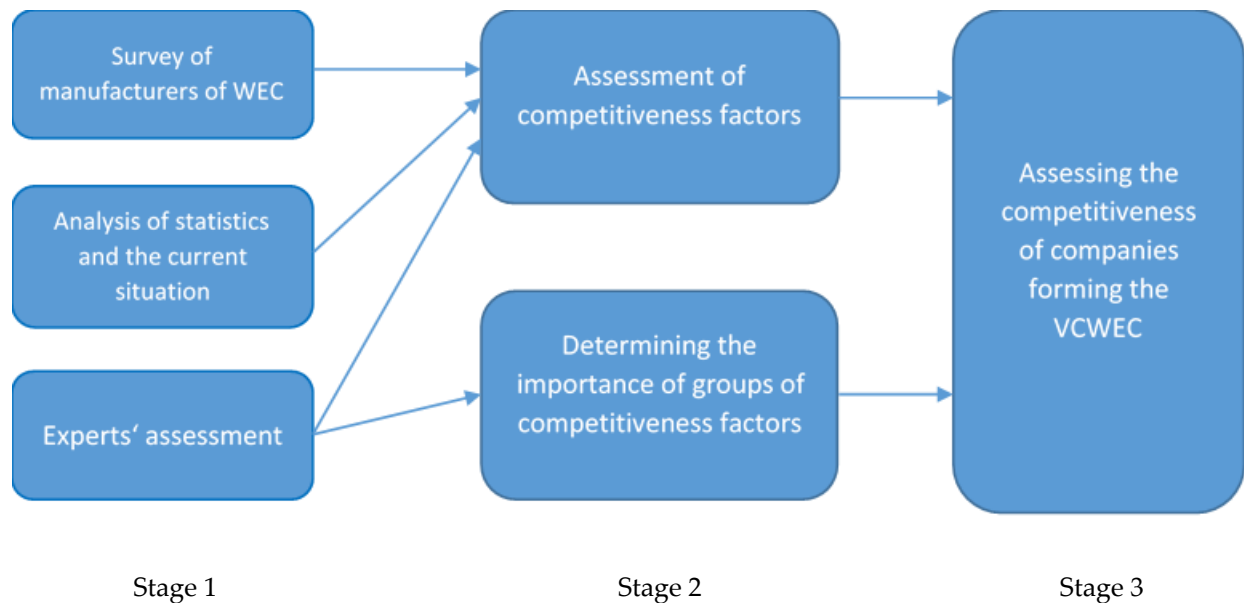 Survey of
manufacturers of WEC
Analysis of statistics
and the current
situation
Experts‘ assessment
Assessment of
competitiveness factors
Determining the
importance of groups of
competitiveness factors
Assessing the
competitiveness
of companies
forming the
VCWEC
Stage 1
Stage 2
Stage 3